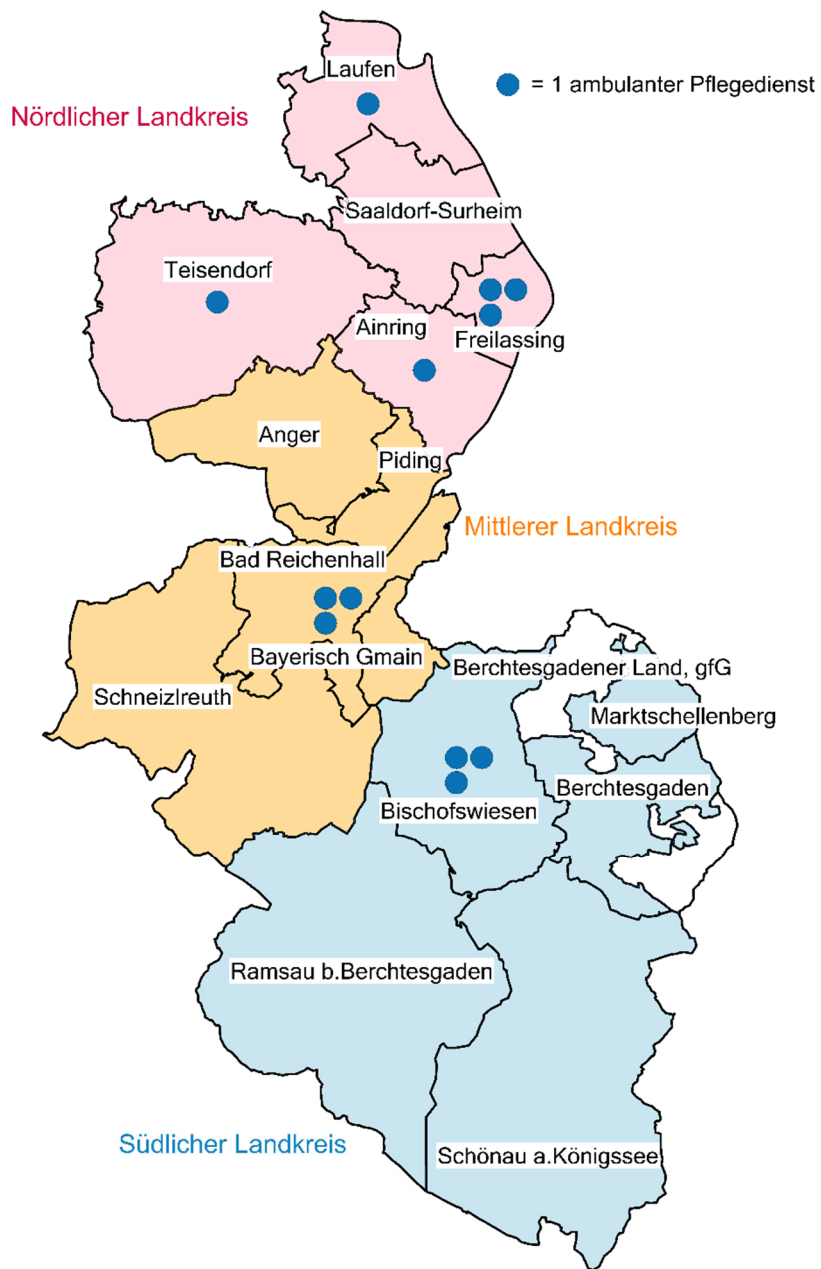 Laufen
= 1 ambulanter Pflegedienst
Nördlicher Landkreis
Saaldorf-Surheim
Teisendorf
Ainring
Freilassing
Anger
Piding
Mittlerer Landkreis
Bad Reichenhall
Bayerisch Gmain
Berchtesgadener Land, gfG
Schneizlreuth
Marktschellenberg
Berchtesgaden
Bischofswiesen
Ramsau b.Berchtesgaden
Südlicher Landkreis
Schönau a.Königssee